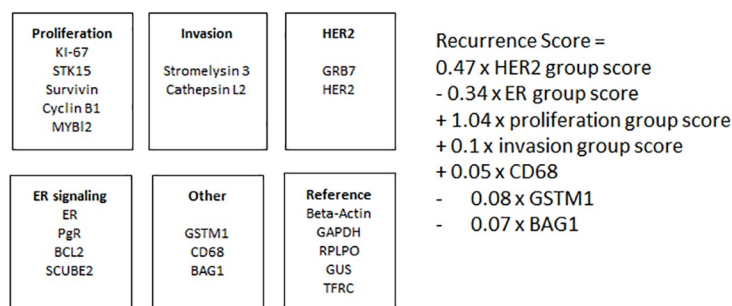 Proliferation
KI-67
STK15
Survivin
Cyclin B1
MYBl2
Invasion
Stromelysin 3
Cathepsin L2
HER2
GRB7
HER2
ER signaling
ER
PgR
BCL2
SCUBE2
Other
GSTM1
CD68
BAG1
Reference
Beta-Actin
GAPDH
RPLPO
GUS
TFRC
Recurrence Score =
0.47 x HER2 group score
- 0.34 x ER group score
+ 1.04 x proliferation group score
+ 0.1 x invasion group score
+ 0.05 x CD68
- 0.08 x GSTM1
- 0.07 x BAG1